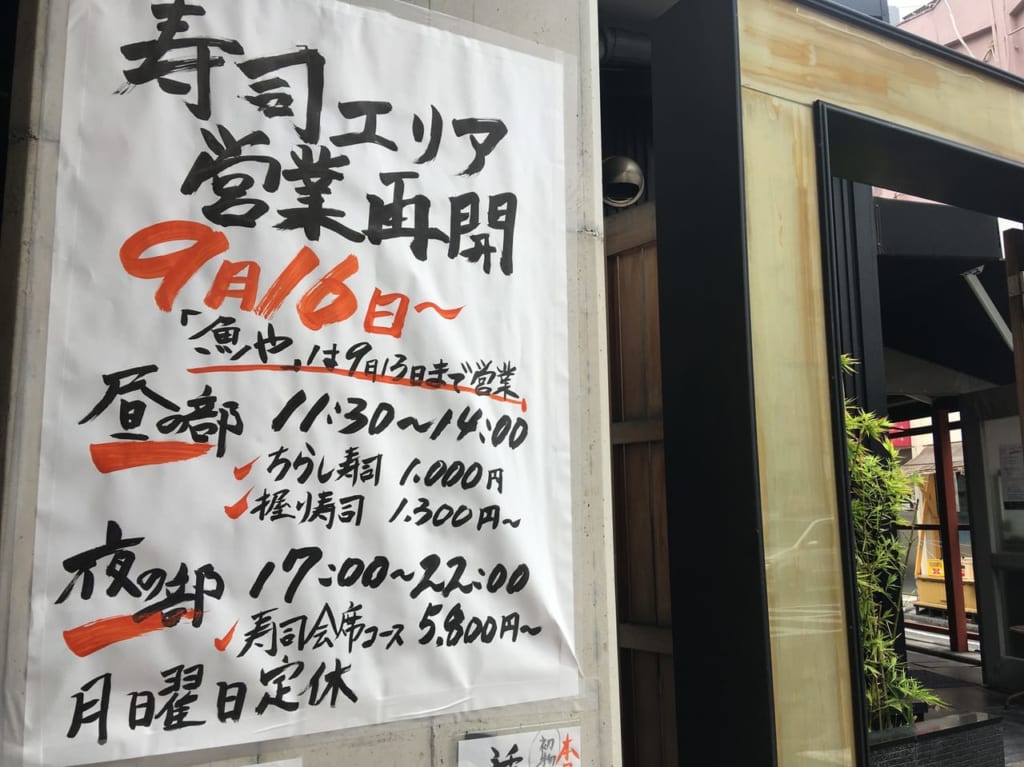 寿司エリア
営業再開
9月16日～
「魚や」は9月13日まで営業
昼の部 11:30～14:00
ちらし寿司 1.000円
握り寿司 1.300円～
夜の部 17:00～22:00
寿司会席コース 5.800円～
月曜日定休